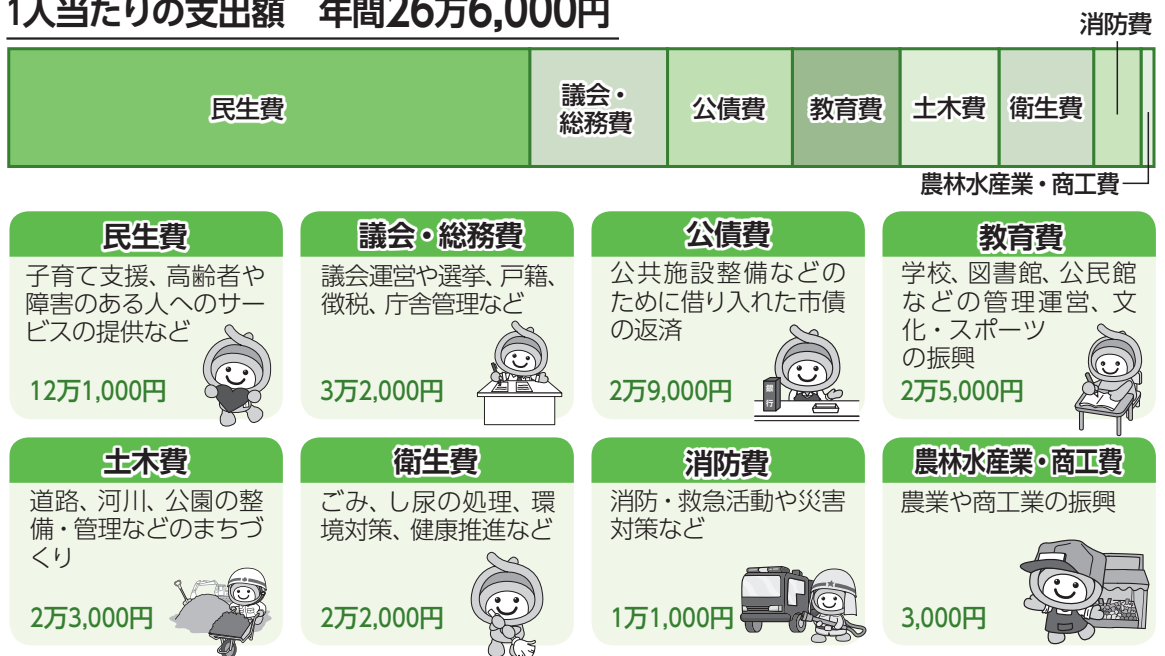 1人当たりの支出額 年間26万6,000円
消防費
民生費
議会・
総務費
公債費
教育費
土木費
衛生費
農林水産業・商工費
民生費
子育て支援、高齢者や
障害のある人へのサー
ビスの提供など
12万1,000円
議会・総務費
議会運営や選挙、戸籍、
徴税、庁舎管理など
3万2,000円
公債費
公共施設整備などの
ために借り入れた市債
の返済
銀行
2万9,000円
教育費
学校、図書館、公民館
などの管理運営、文
化・スポーツ
の振興
2万5,000円
土木費
道路、河川、公園の整
備・管理などのまちづ
くり
2万3,000円
衛生費
ごみ、し尿の処理、環
境対策、健康推進など
2万2,000円
消防費
消防・救急活動や災害
対策など
1万1,000円
農林水産業・商工費
農業や商工業の振興
3,000円